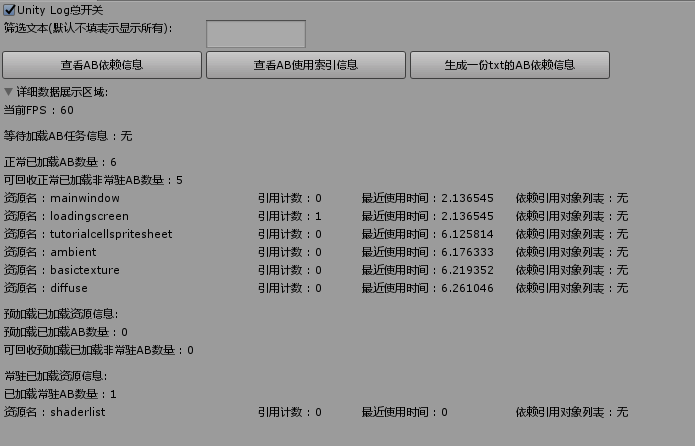 Unity Log总开关
筛选文本(默认不填表示显示所有):
查看AB依赖信息 查看AB使用索引信息 生成一份txt的AB依赖信息
▼ 详细数据展示区域:
当前FPS : 60
等待加载AB任务信息 : 无
正常已加载AB数量 : 6
可回收正常已加载非常驻AB数量 : 5
资源名 : mainwindow 引用计数 : 0 最近使用时间 : 2.136545 依赖引用对象列表 : 无
资源名 : loadingscreen 引用计数 : 1 最近使用时间 : 2.136545 依赖引用对象列表 : 无
资源名 : tutorialcellspritesheet 引用计数 : 0 最近使用时间 : 6.125814 依赖引用对象列表 : 无
资源名 : ambient 引用计数 : 0 最近使用时间 : 6.176333 依赖引用对象列表 : 无
资源名 : basictexture 引用计数 : 0 最近使用时间 : 6.219352 依赖引用对象列表 : 无
资源名 : diffuse 引用计数 : 0 最近使用时间 : 6.261046 依赖引用对象列表 : 无
预加载已加载资源信息:
预加载已加载AB数量 : 0
可回收预加载已加载非常驻AB数量 : 0
常驻已加载资源信息:
已加载常驻AB数量 : 1
资源名 : shaderlist 引用计数 : 0 最近使用时间 : 0 依赖引用对象列表 : 无